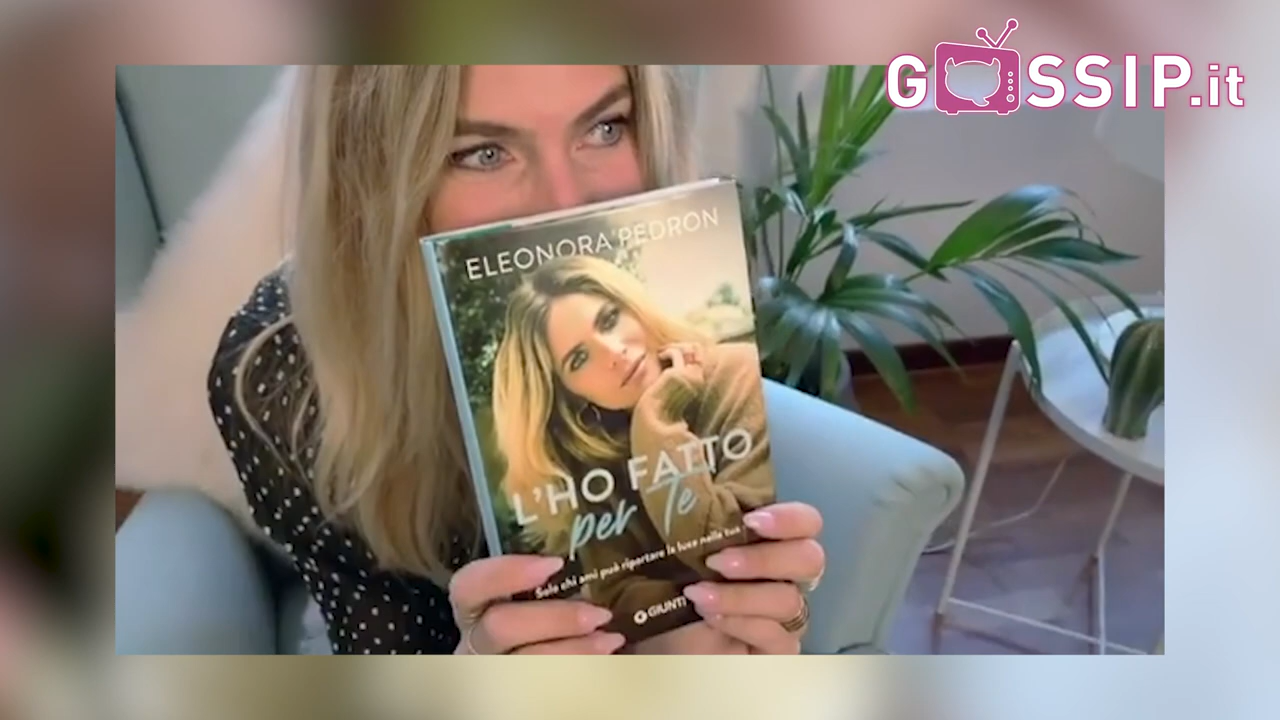 GOSSIP.it
ELEONORA PEDRON
L'HO FATTO
per Te
Solo chi ami può riportare la luce nella tua
GIUNTI